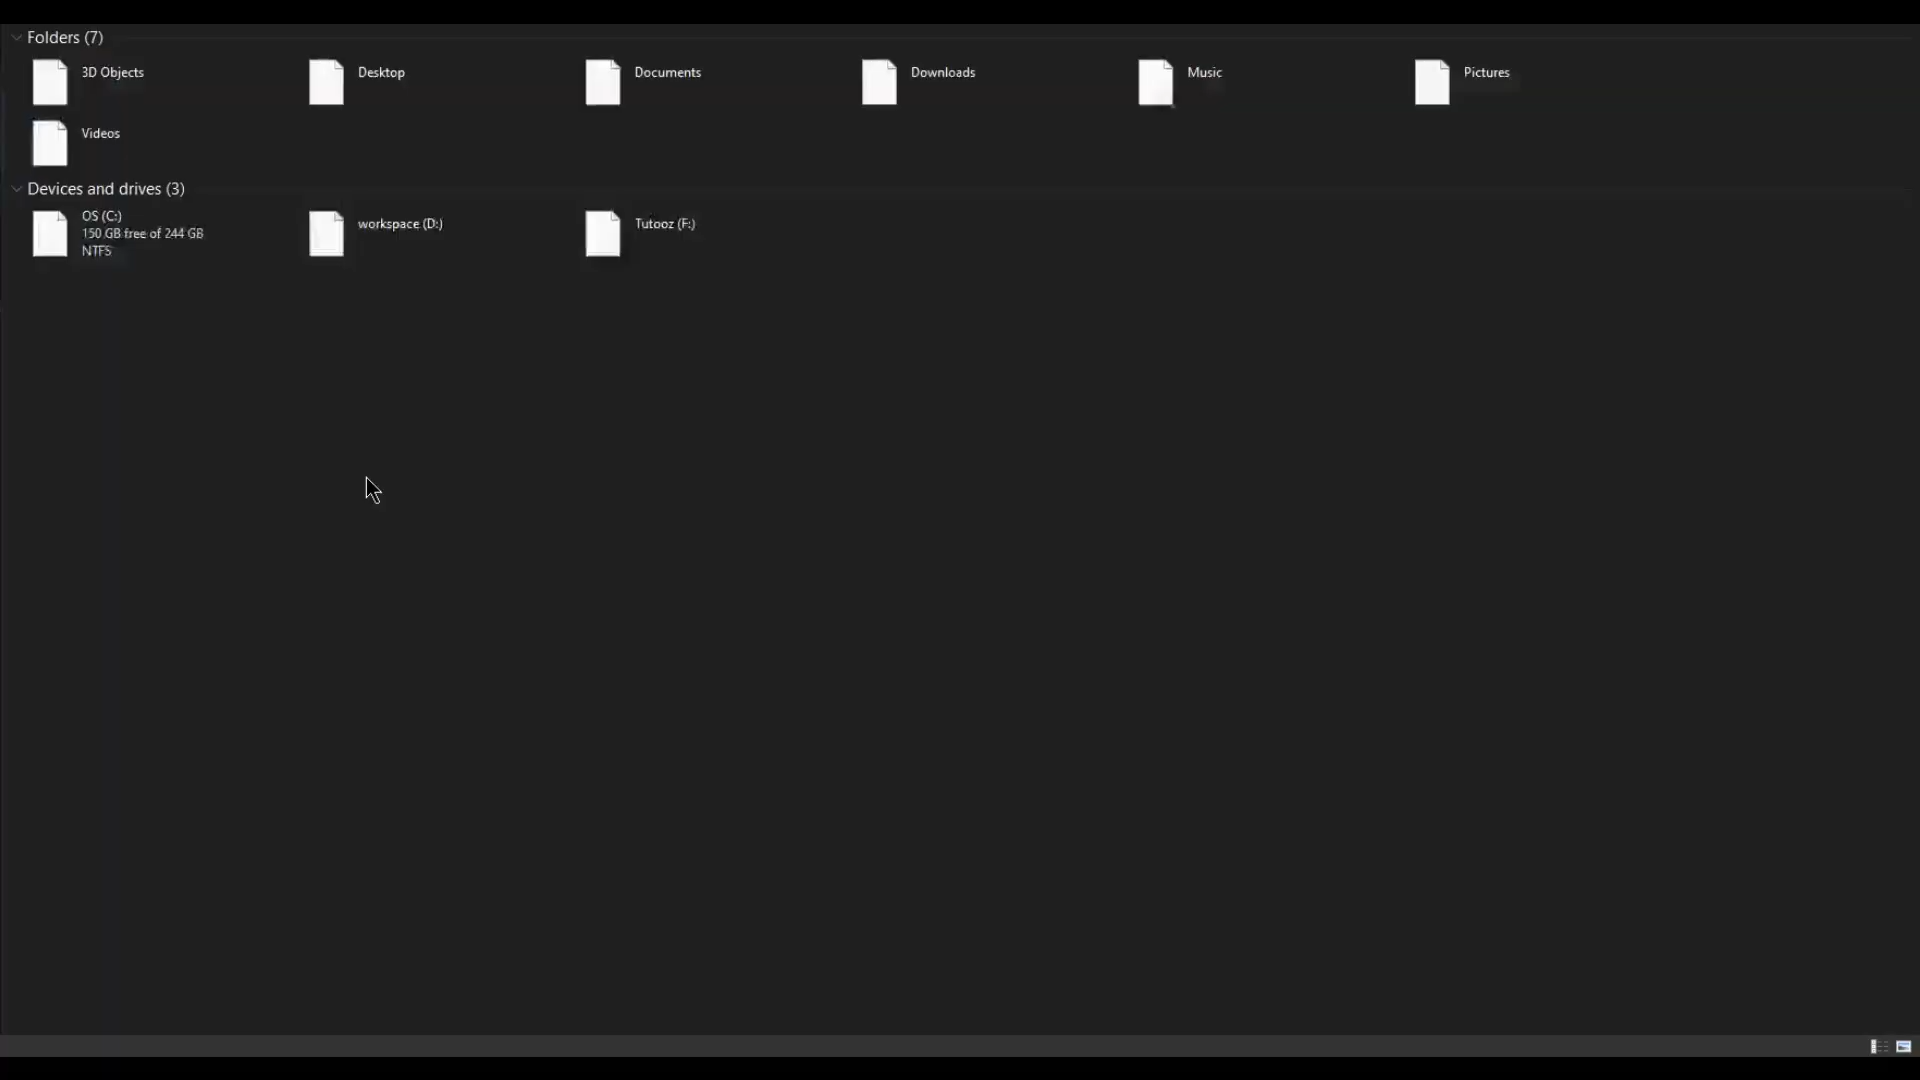 Folders (7)
3D Objects
Desktop
Documents
Downloads
Music
Pictures
Videos
Devices and drives (3)
OS (C:)
150 GB free of 244 GB
NTFS
workspace (D:)
Tutooz (F:)